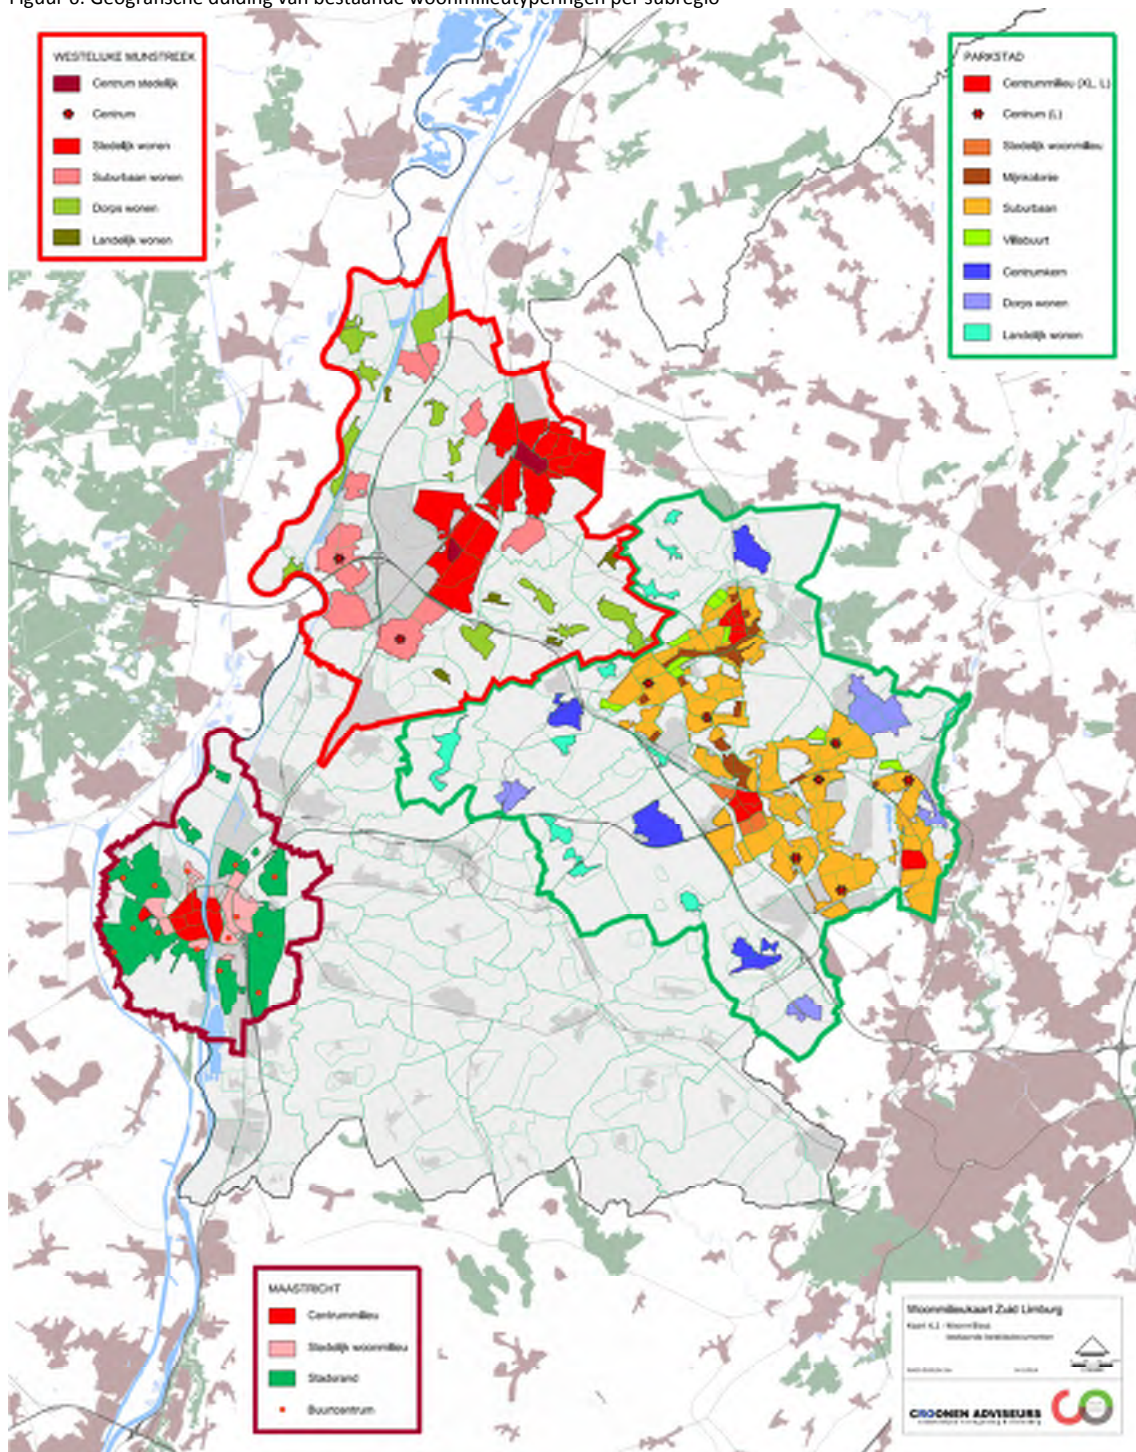 Figuur 6: Geografische duiding van bestaande woonmilieutyperingen per subregio
WESTELIJKE MIJNSTREEK
Centrum stedelijk
Centrum
Stedelijk wonen
Suburbaan wonen
Dorps wonen
Landelijk wonen
PARKSTAD
Centrummilieu (XL, L)
Centrum (L)
Stedelijk woonmilieu
Mijnkolonie
Suburbaan
Villabuurt
Centrumkern
Dorps wonen
Landelijk wonen
MAASTRICHT
Centrummilieu
Stedelijk woonmilieu
Stadsrand
Buurtcentrum
Woonmilieukaart Zuid Limburg
bestaande beleidsdocumenten
CROONEN ADVISEURS